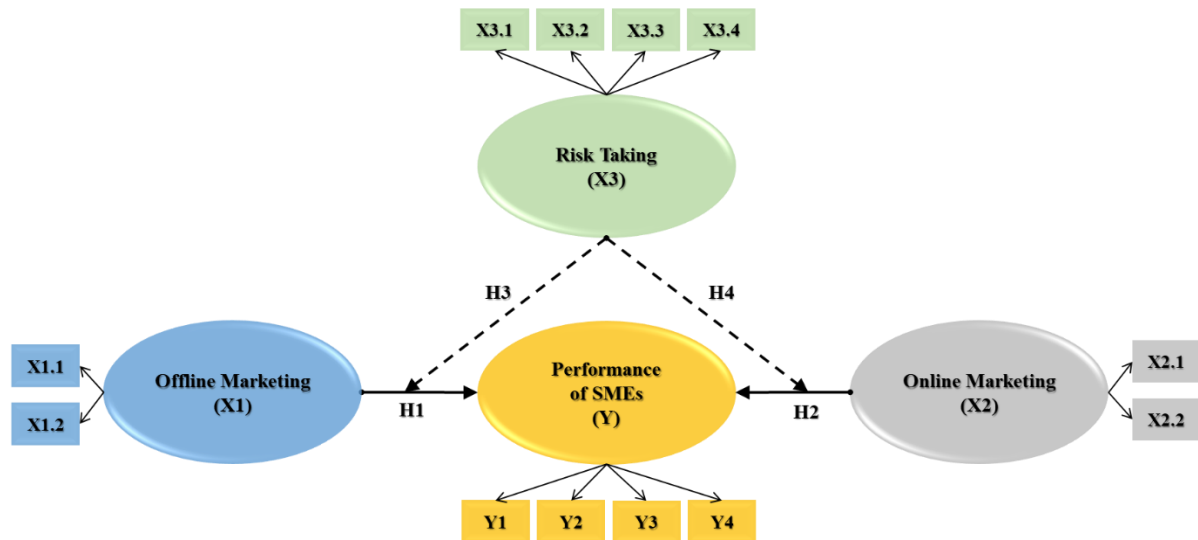 X3.1
X3.2
X3.3
X3.4
Risk Taking
(X3)
H3
H4
X1.1
X1.2
Offline Marketing
(X1)
H1
Performance
of SMEs
(Y)
H2
Online Marketing
(X2)
X2.1
X2.2
Y1
Y2
Y3
Y4